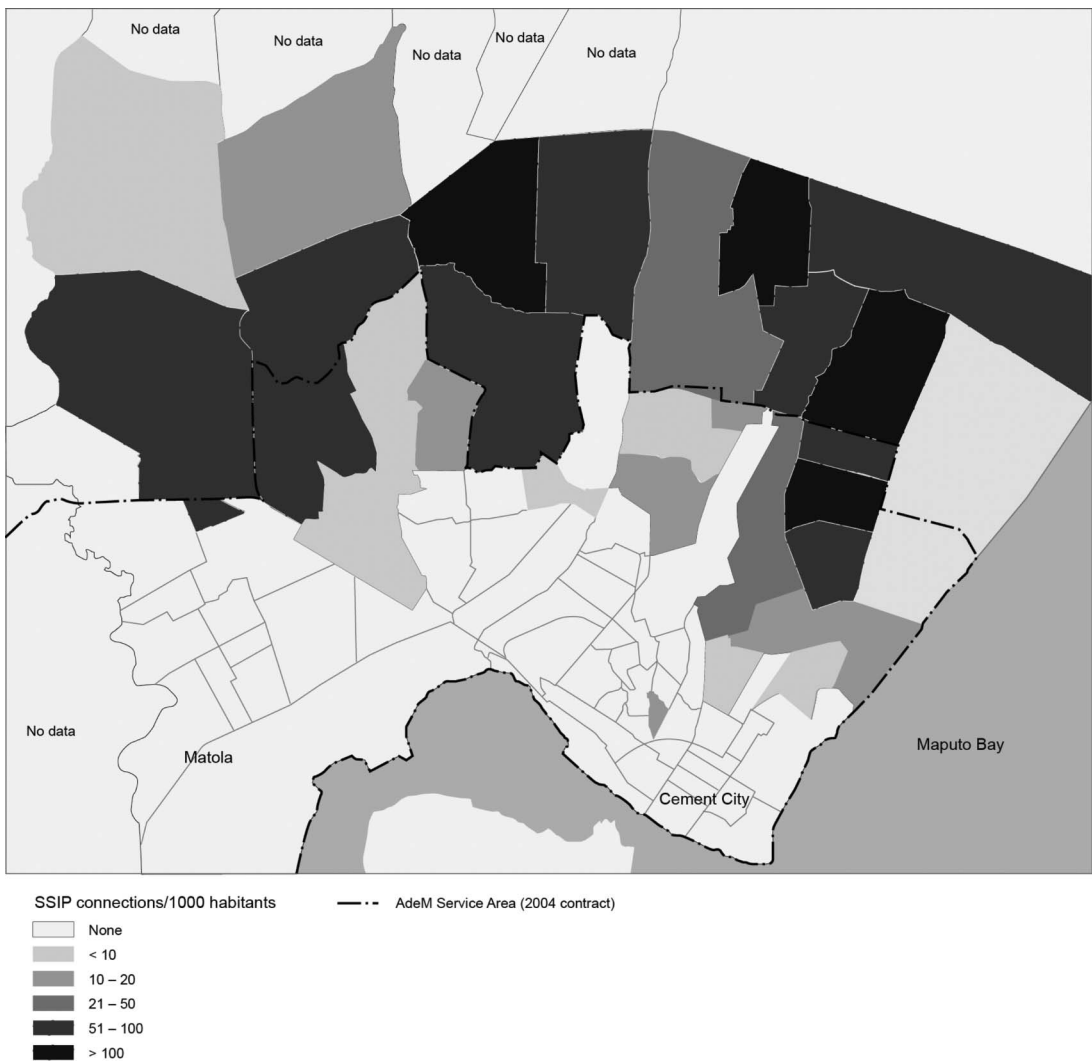 No data
No data
No data
No data
No data
No data
Matola
Maputo Bay
Cement City
SSIP connections/1000 habitants
None
< 10
10 – 20
21 – 50
51 – 100
> 100
AdeM Service Area (2004 contract)